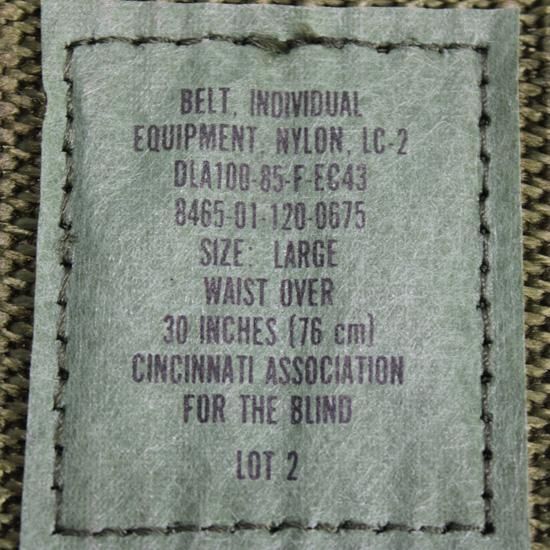 BELT, INDIVIDUAL
EQUIPMENT, NYLON, LC-2
DLA100-85-F-EC43
8465-01-120-0675
SIZE: LARGE
WAIST OVER
30 INCHES (76 cm)
CINCINNATI ASSOCIATION
FOR THE BLIND
LOT 2